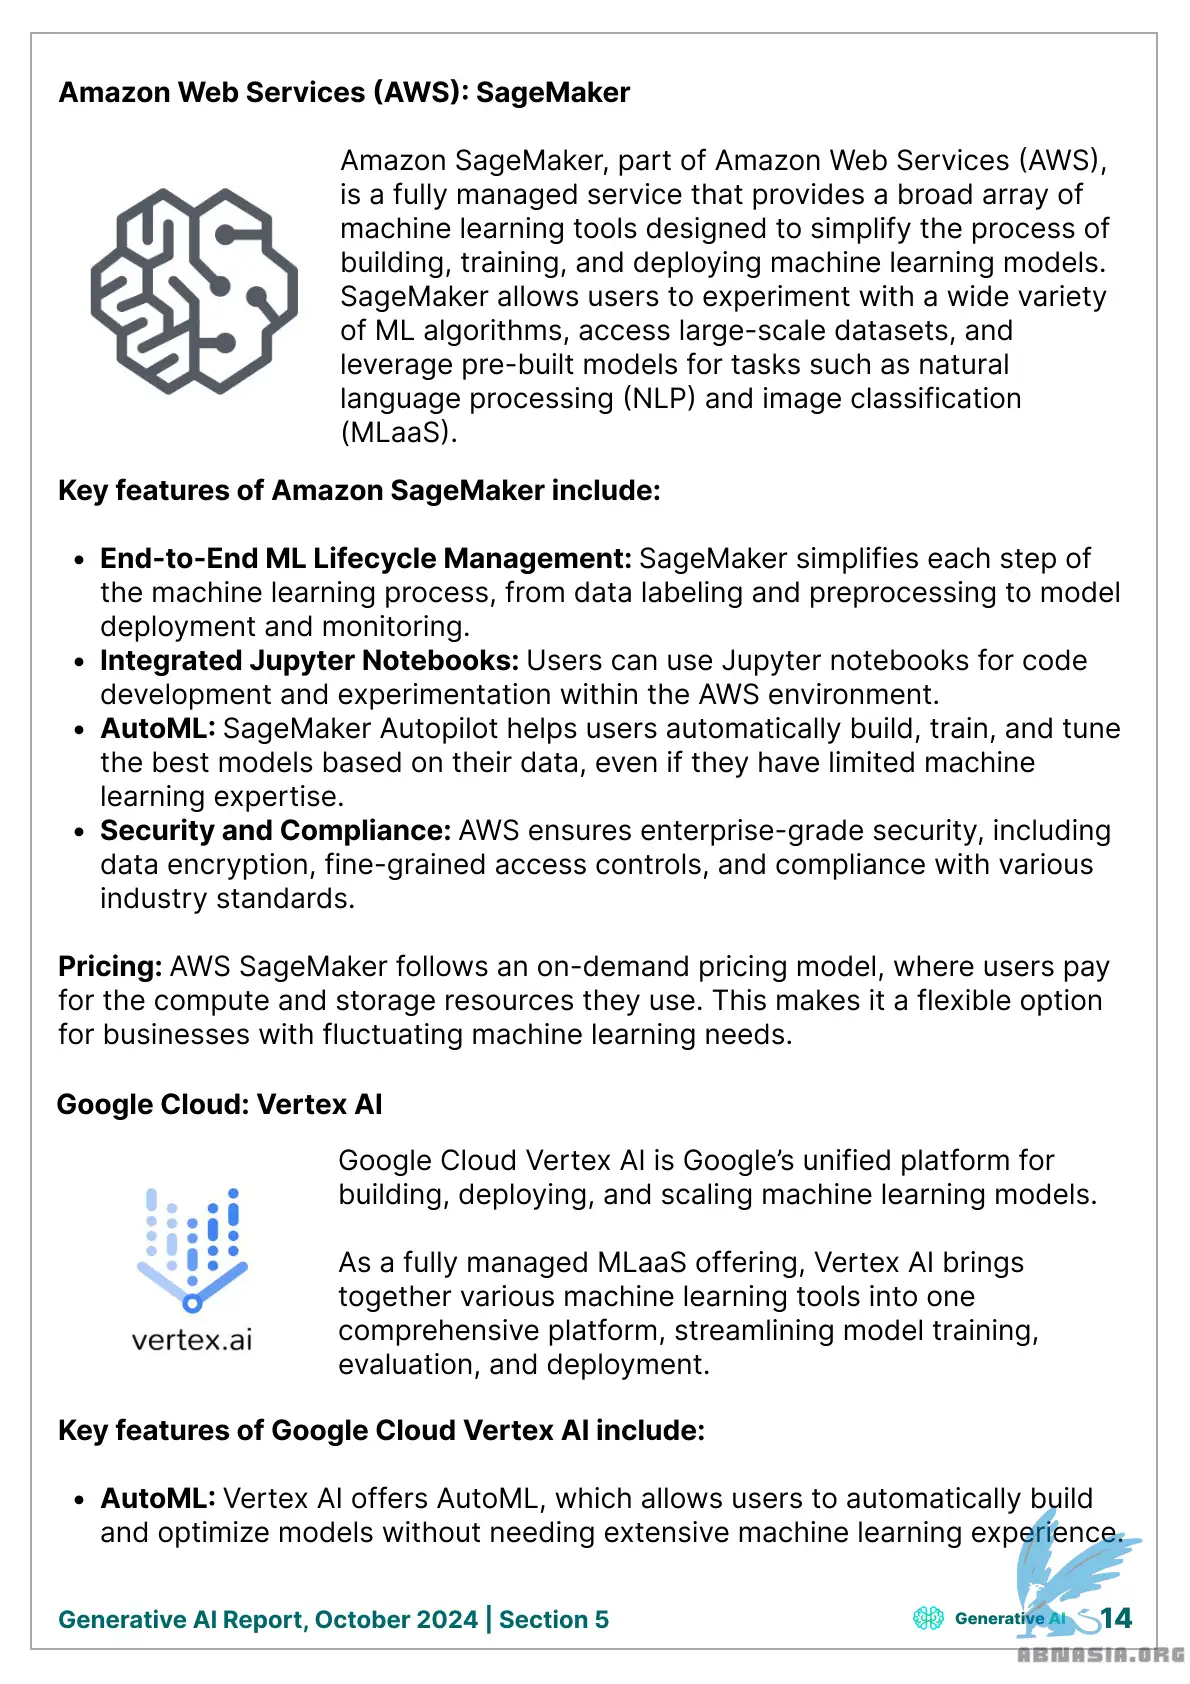 Amazon Web Services (AWS): SageMaker
Amazon SageMaker, part of Amazon Web Services (AWS),
is a fully managed service that provides a broad array of
machine learning tools designed to simplify the process of
building, training, and deploying machine learning models.
SageMaker allows users to experiment with a wide variety
of ML algorithms, access large-scale datasets, and
leverage pre-built models for tasks such as natural
language processing (NLP) and image classification
(MLaaS).
Key features of Amazon SageMaker include:
• End-to-End ML Lifecycle Management: SageMaker simplifies each step of
the machine learning process, from data labeling and preprocessing to model
deployment and monitoring.
• Integrated Jupyter Notebooks: Users can use Jupyter notebooks for code
development and experimentation within the AWS environment.
• AutoML: SageMaker Autopilot helps users automatically build, train, and tune
the best models based on their data, even if they have limited machine
learning expertise.
• Security and Compliance: AWS ensures enterprise-grade security, including
data encryption, fine-grained access controls, and compliance with various
industry standards.
Pricing: AWS SageMaker follows an on-demand pricing model, where users pay
for the compute and storage resources they use. This makes it a flexible option
for businesses with fluctuating machine learning needs.
Google Cloud: Vertex AI
Google Cloud Vertex AI is Google’s unified platform for
building, deploying, and scaling machine learning models.
As a fully managed MLaaS offering, Vertex AI brings
together various machine learning tools into one
comprehensive platform, streamlining model training,
evaluation, and deployment.
vertex.ai
Key features of Google Cloud Vertex AI include:
• AutoML: Vertex AI offers AutoML, which allows users to automatically build
and optimize models without needing extensive machine learning experience.
Generative AI Report, October 2024 | Section 5
Generative AI 14
ABNASIA.ORG